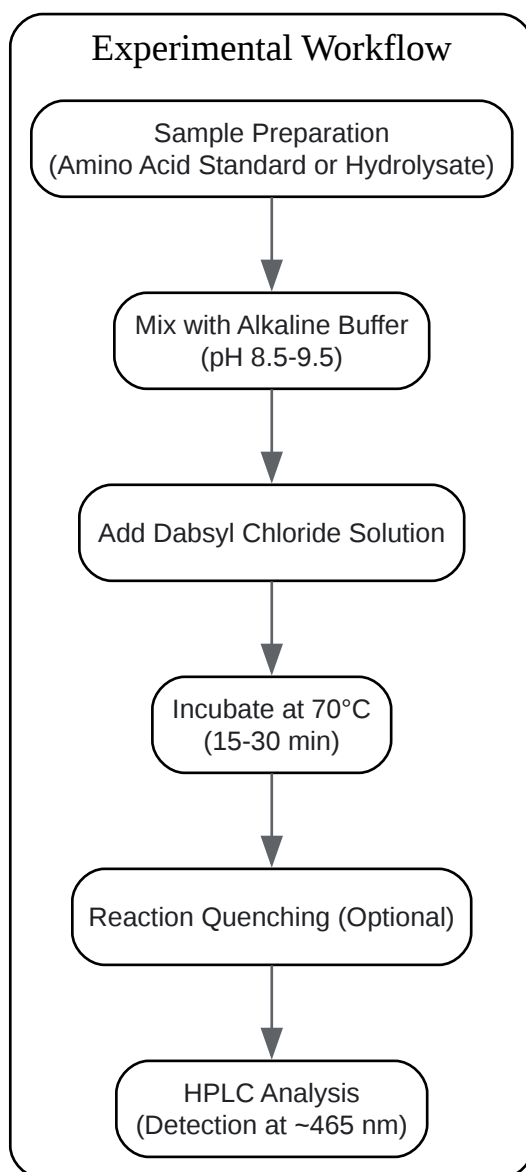 Experimental Workflow
Sample Preparation
(Amino Acid Standard or Hydrolysate)
Mix with Alkaline Buffer
(pH 8.5-9.5)
Add Dabsyl Chloride Solution
Incubate at 70°C
(15-30 min)
Reaction Quenching (Optional)
HPLC Analysis
(Detection at ~465 nm)